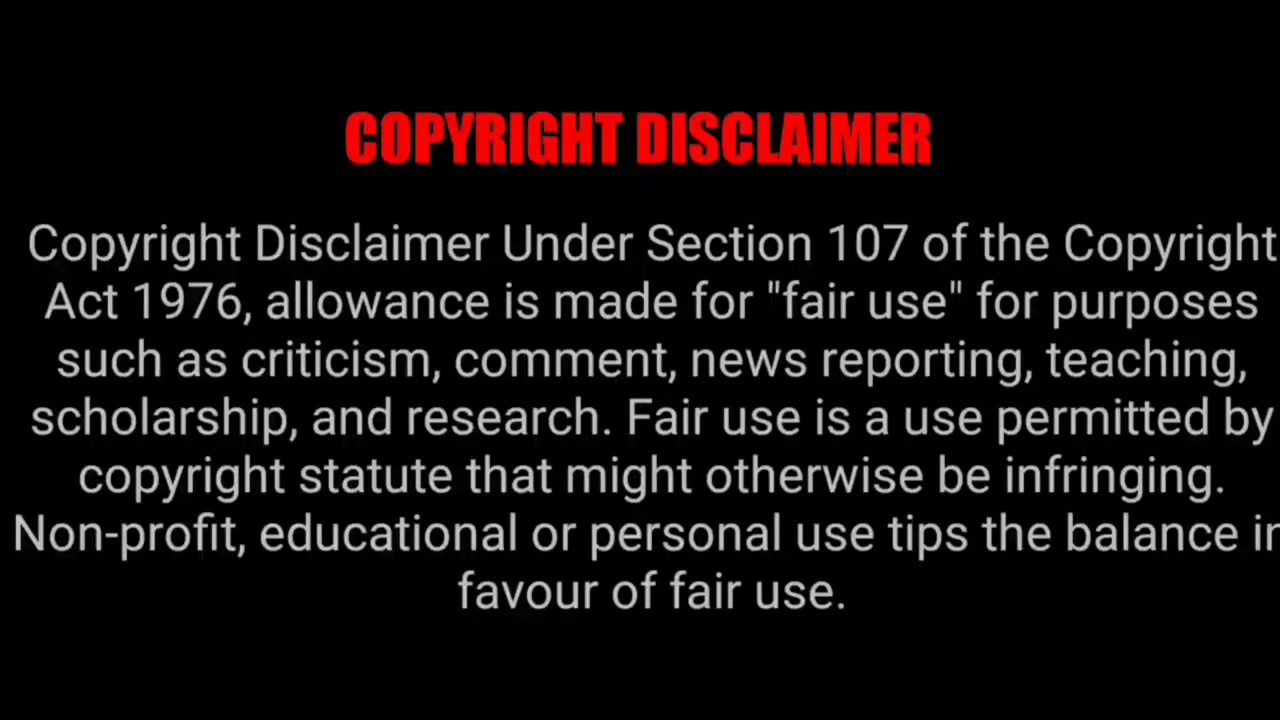 COPYRIGHT DISCLAIMER
Copyright Disclaimer Under Section 107 of the Copyright
Act 1976, allowance is made for "fair use" for purposes
such as criticism, comment, news reporting, teaching,
scholarship, and research. Fair use is a use permitted by
copyright statute that might otherwise be infringing.
Non-profit, educational or personal use tips the balance in
favour of fair use.